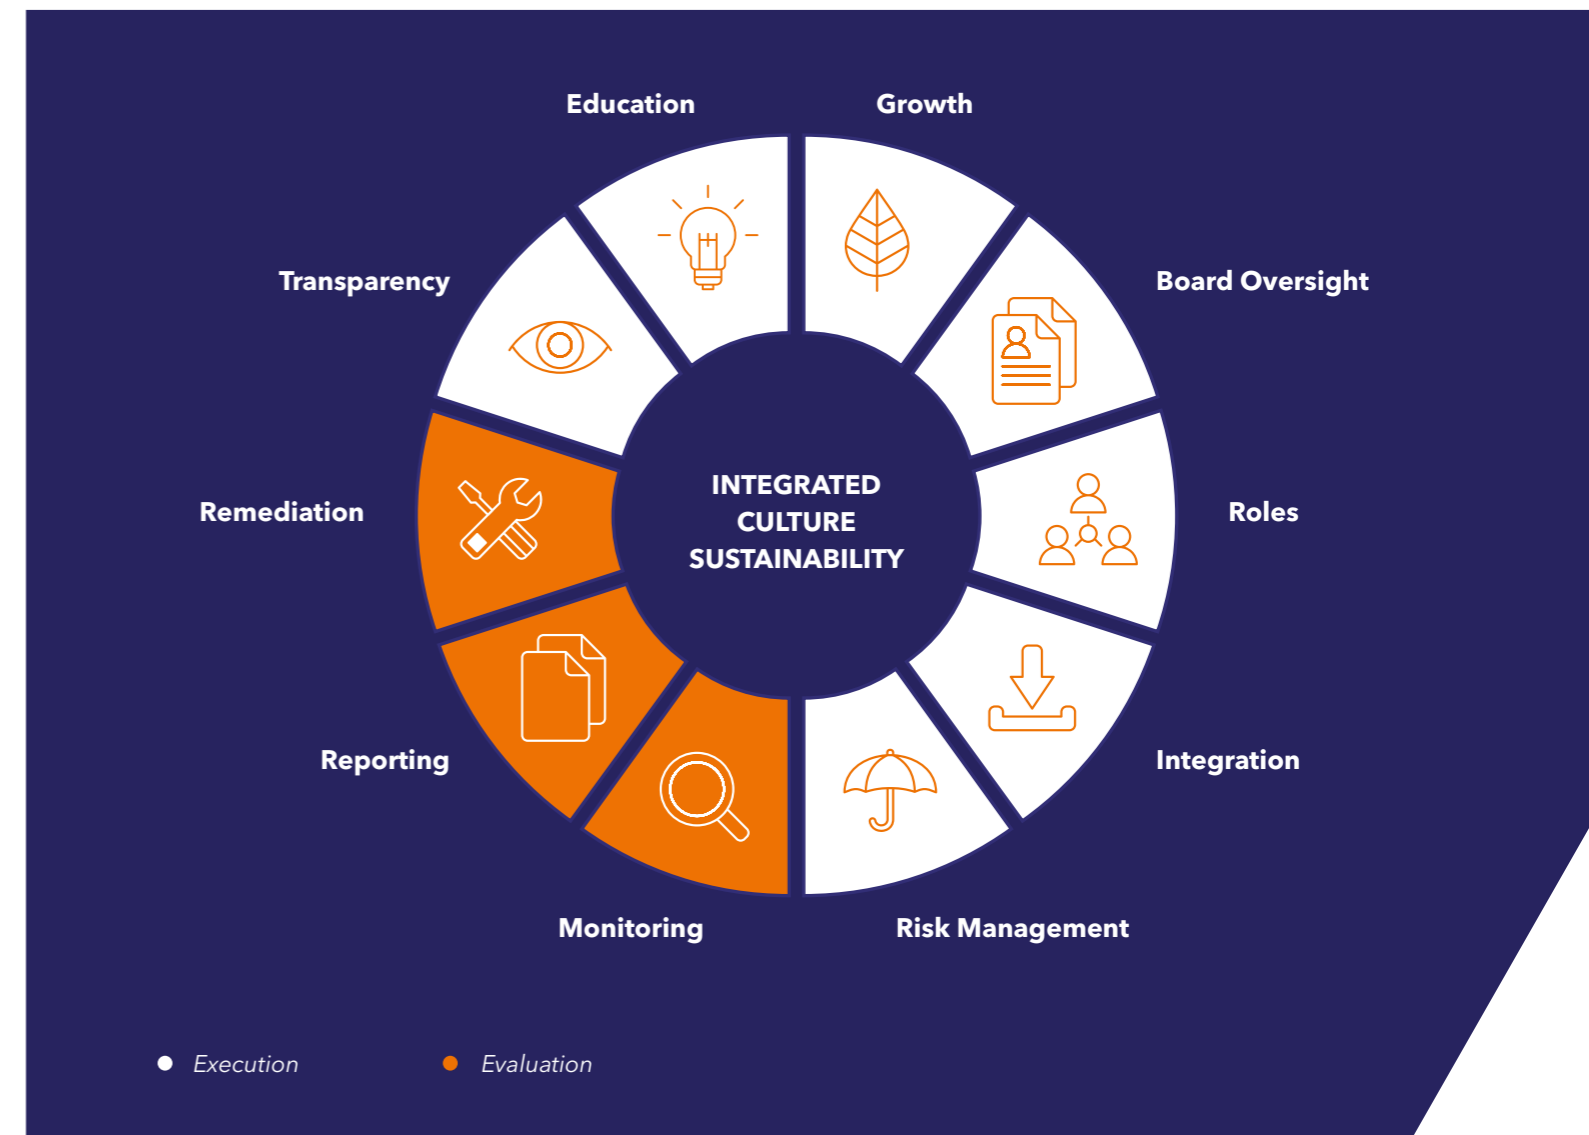 Education
Growth
Transparency
Board Oversight
Remediation
INTEGRATED
CULTURE
SUSTAINABILITY
Roles
Reporting
Integration
Monitoring
Risk Management
Execution
Evaluation